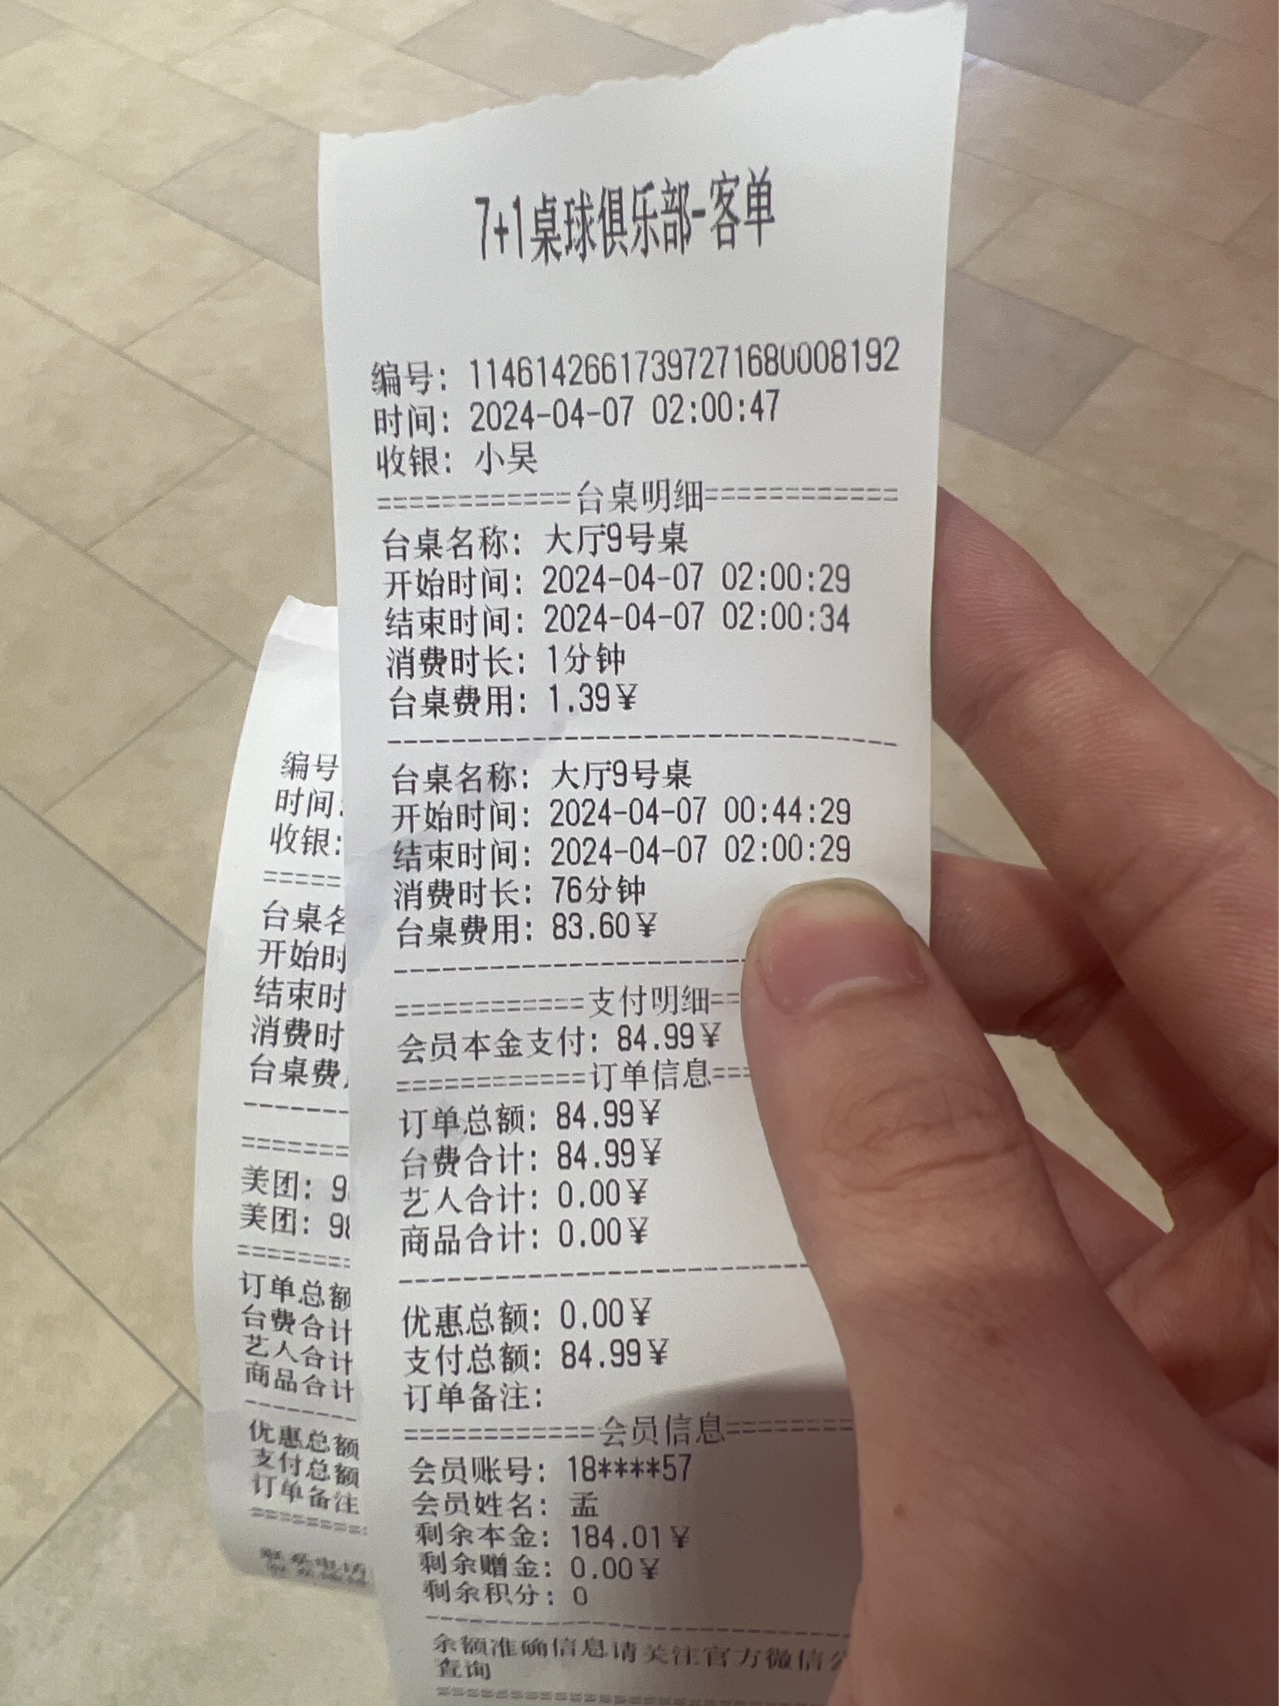 7+1桌球俱乐部-客单
编号: 1146142661739727168​0008192
时间: 2024-04-07 02:00:47
收银: 小吴
============台桌明细============
台桌名称: 大厅9号桌
开始时间: 2024-04-07 02:00:29
结束时间: 2024-04-07 02:00:34
消费时长: 1分钟
台桌费用: 1.39¥
台桌名称: 大厅9号桌
开始时间: 2024-04-07 00:44:29
结束时间: 2024-04-07 02:00:29
消费时长: 76分钟
台桌费用: 83.60¥
============支付明细==
会员本金支付: 84.99¥
============订单信息===
订单总额: 84.99¥
台费合计: 84.99¥
艺人合计: 0.00¥
商品合计: 0.00¥
优惠总额: 0.00¥
支付总额: 84.99¥
订单备注:
============会员信息========
会员账号: 18****57
会员姓名: 孟
剩余本金: 184.01¥
剩余赠金: 0.00¥
剩余积分: 0
余额准确信息请关注官方微信公
查询
编号
时间:
收银:
台桌名
开始时
结束时
消费时
台桌费
美团: 9
美团: 98
订单总额
台费合计
艺人合计
商品合计
优惠总额
支付总额
订单备注